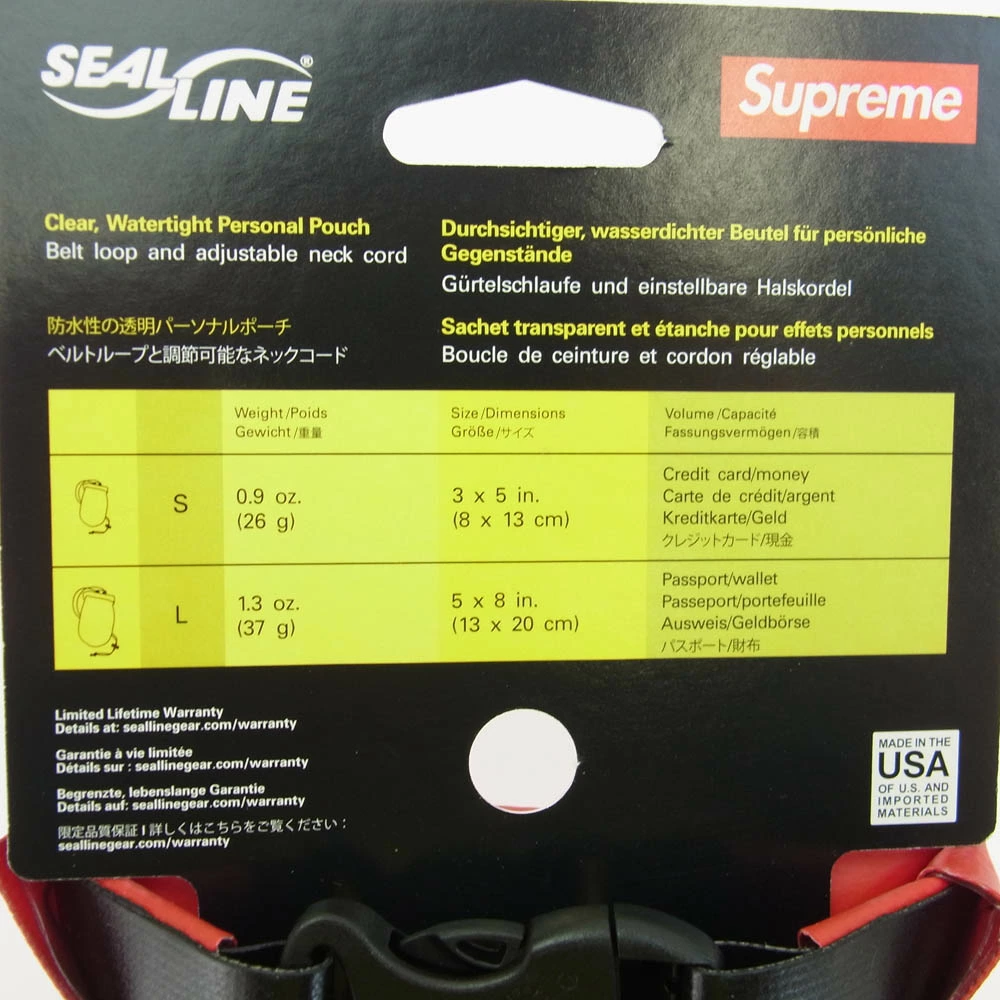 SEAL LINE®
Supreme
Clear, Watertight Personal Pouch
Belt loop and adjustable neck cord
Durchsichtiger, wasserdichter Beutel für persönliche
Gegenstände
Gürtelschlaufe und einstellbare Halskordel
防水性の透明パーソナルポーチ
ベルトループと調節可能なネックコード
Sachet transparent et étanche pour effets personnels
Boucle de ceinture et cordon réglable
Weight/Poids
Gewicht/重量
Size/Dimensions
Größe/サイズ
Volume/Capacité
Fassungsvermögen/容積
S
0.9 oz.
(26 g)
3 x 5 in.
(8 x 13 cm)
Credit card/money
Carte de crédit/argent
Kreditkarte/Geld
クレジットカード/現金
L
1.3 oz.
(37 g)
5 x 8 in.
(13 x 20 cm)
Passport/wallet
Passeport/portefeuille
Ausweis/Geldbörse
パスポート/財布
Limited Lifetime Warranty
Details at: seallinegear.com/warranty
Garantie à vie limitée
Détails sur : seallinegear.com/warranty
Begrenzte, lebenslange Garantie
Details auf: seallinegear.com/warranty
限定品質保証 I 詳しくはこちらをご覧ください：
seallinegear.com/warranty
MADE IN THE
USA
OF U.S. AND
IMPORTED
MATERIALS